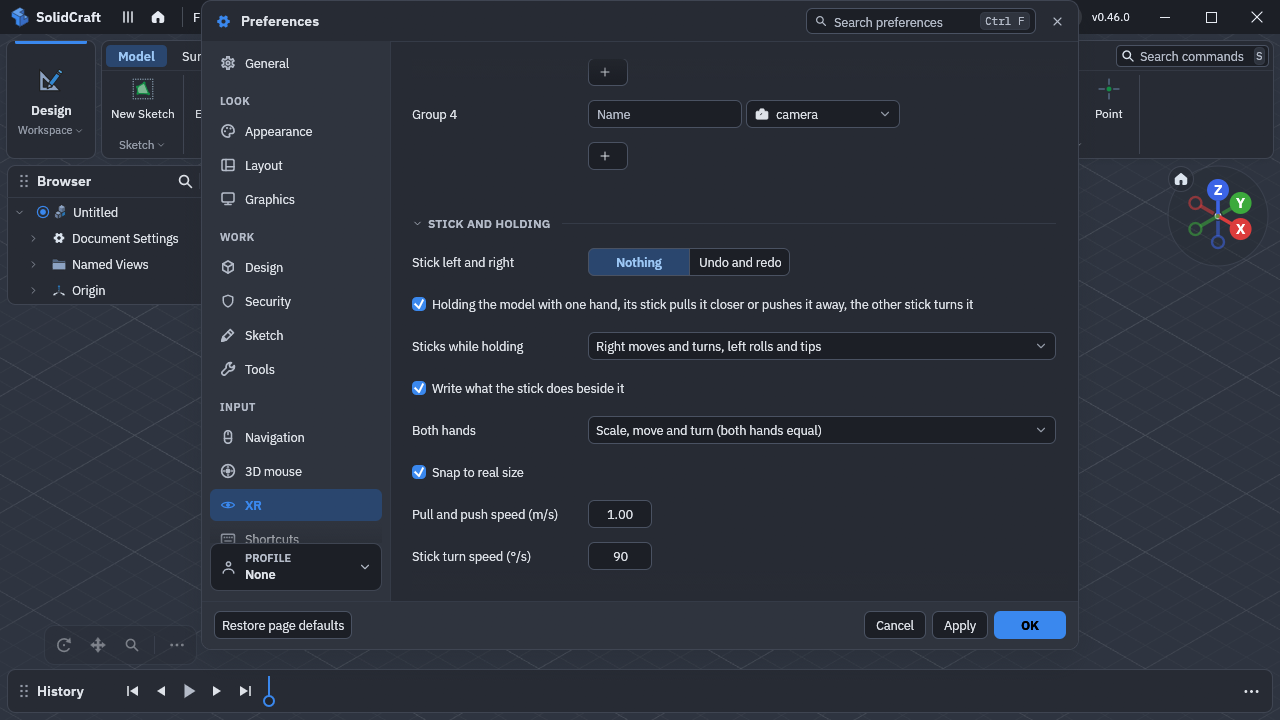 SolidCraft
F
v0.46.0
Preferences
Search preferences
Ctrl F
Model
Sur
Search commands
S
Design
Workspace
New Sketch
E
Sketch
Point
Browser
Untitled
Document Settings
Named Views
Origin
Z
Y
X
General
LOOK
Appearance
Layout
Graphics
WORK
Design
Security
Sketch
Tools
INPUT
Navigation
3D mouse
XR
Shortcuts
PROFILE
None
Group 4
Name
camera
STICK AND HOLDING
Stick left and right
Nothing
Undo and redo
Holding the model with one hand, its stick pulls it closer or pushes it away, the other stick turns it
Sticks while holding
Right moves and turns, left rolls and tips
Write what the stick does beside it
Both hands
Scale, move and turn (both hands equal)
Snap to real size
Pull and push speed (m/s)
1.00
Stick turn speed (°/s)
90
Restore page defaults
Cancel
Apply
OK
History